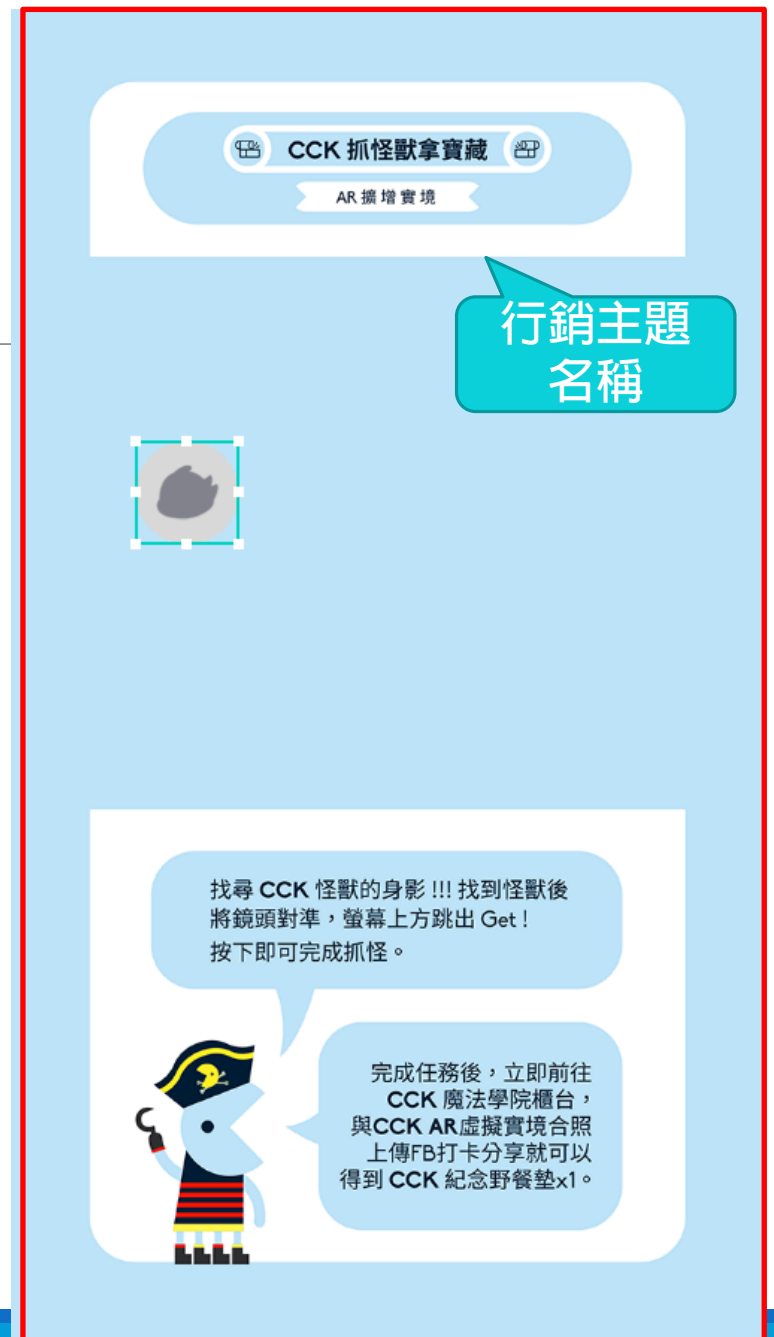 CCK 抓怪獸拿寶藏
AR 擴增實境
行銷主題
名稱
找尋 CCK 怪獸的身影 !!! 找到怪獸後
將鏡頭對準，螢幕上方跳出 Get !
按下即可完成抓怪。
完成任務後，立即前往
CCK 魔法學院櫃台，
與CCK AR虛擬實境合照
上傳FB打卡分享就可以
得到 CCK 紀念野餐墊x1。